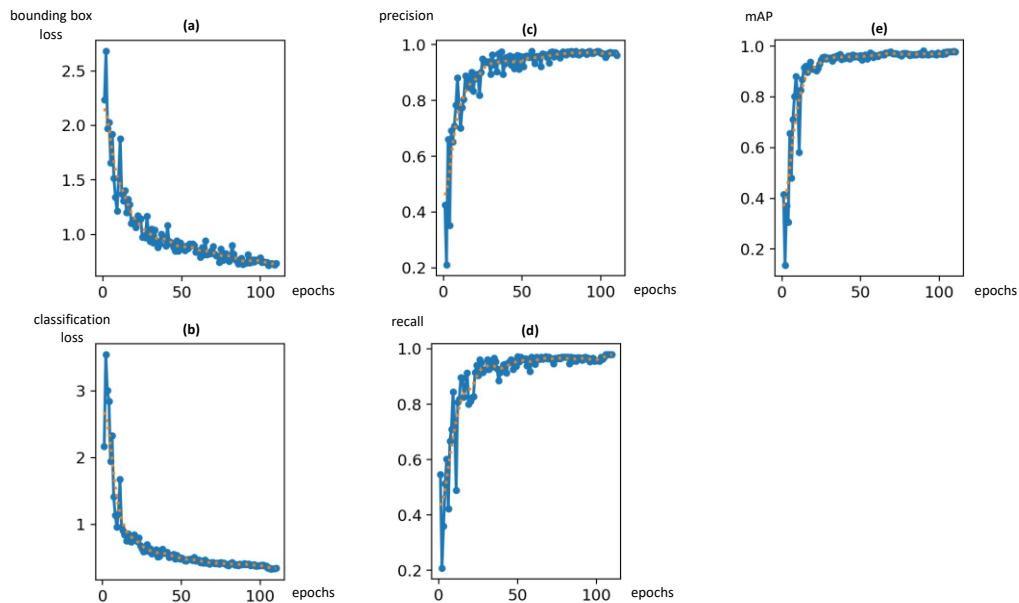 bounding box
loss
(a)
2.5
2.0
1.5
1.0
0
50
100
epochs
precision
(c)
1.0
0.8
0.6
0.4
0.2
0
50
100
epochs
mAP
(e)
1.0
0.8
0.6
0.4
0.2
0
50
100
epochs
classification
loss
(b)
3
2
1
0
50
100
epochs
recall
(d)
1.0
0.8
0.6
0.4
0.2
0
50
100
epochs